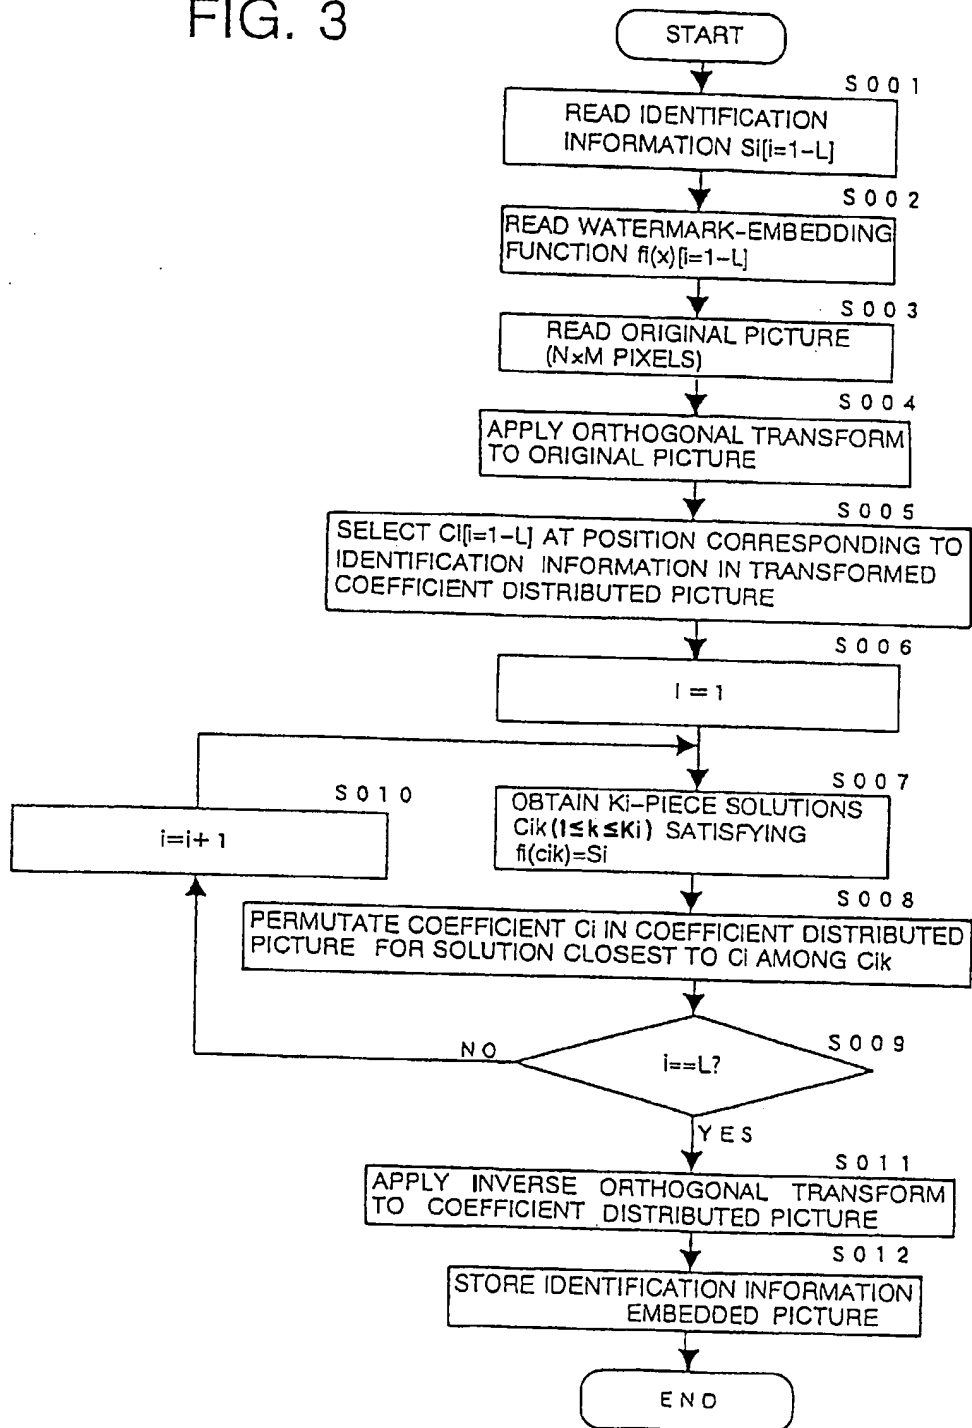 FIG. 3
START
S001
READ IDENTIFICATION
INFORMATION Si[i=1-L]
S002
READ WATERMARK-EMBEDDING
FUNCTION fi(x)[i=1-L]
S003
READ ORIGINAL PICTURE
(N×M PIXELS)
S004
APPLY ORTHOGONAL TRANSFORM
TO ORIGINAL PICTURE
S005
SELECT Ci[i=1-L] AT POSITION CORRESPONDING TO
IDENTIFICATION INFORMATION IN TRANSFORMED
COEFFICIENT DISTRIBUTED PICTURE
S006
I = 1
S007
OBTAIN Ki-PIECE SOLUTIONS
Cik(1≤k≤Ki) SATISFYING
fi(cik)=Si
S010
i=i+1
S008
PERMUTATE COEFFICIENT Ci IN COEFFICIENT DISTRIBUTED
PICTURE FOR SOLUTION CLOSEST TO Ci AMONG Cik
S009
i==L?
NO
YES
S011
APPLY INVERSE ORTHOGONAL TRANSFORM
TO COEFFICIENT DISTRIBUTED PICTURE
S012
STORE IDENTIFICATION INFORMATION
EMBEDDED PICTURE
END